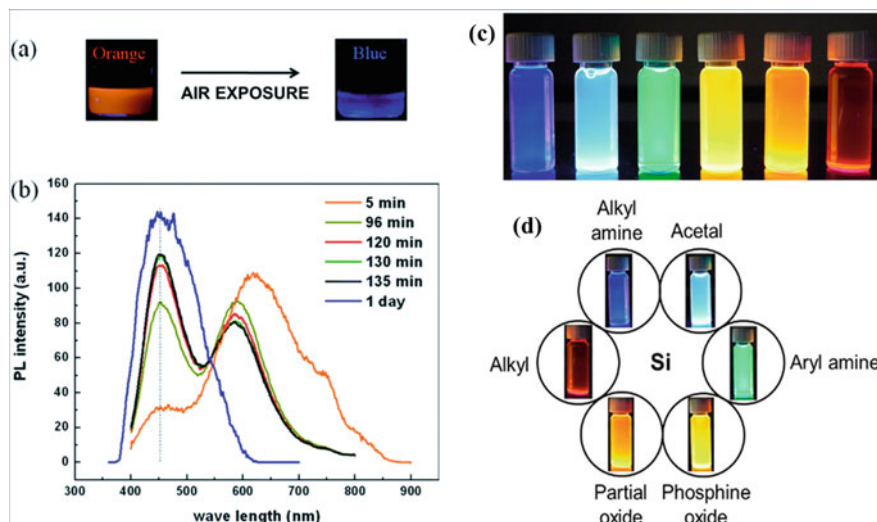 (a)
Orange
AIR EXPOSURE
Blue
(b)
160
140
120
100
80
60
40
20
0
PL intensity (a.u.)
5 min
96 min
120 min
130 min
135 min
1 day
300 400 500 600 700 800 900
wave length (nm)
(c)
(d)
Alkyl
amine
Acetal
Alkyl
Si
Aryl amine
Partial
oxide
Phosphine
oxide